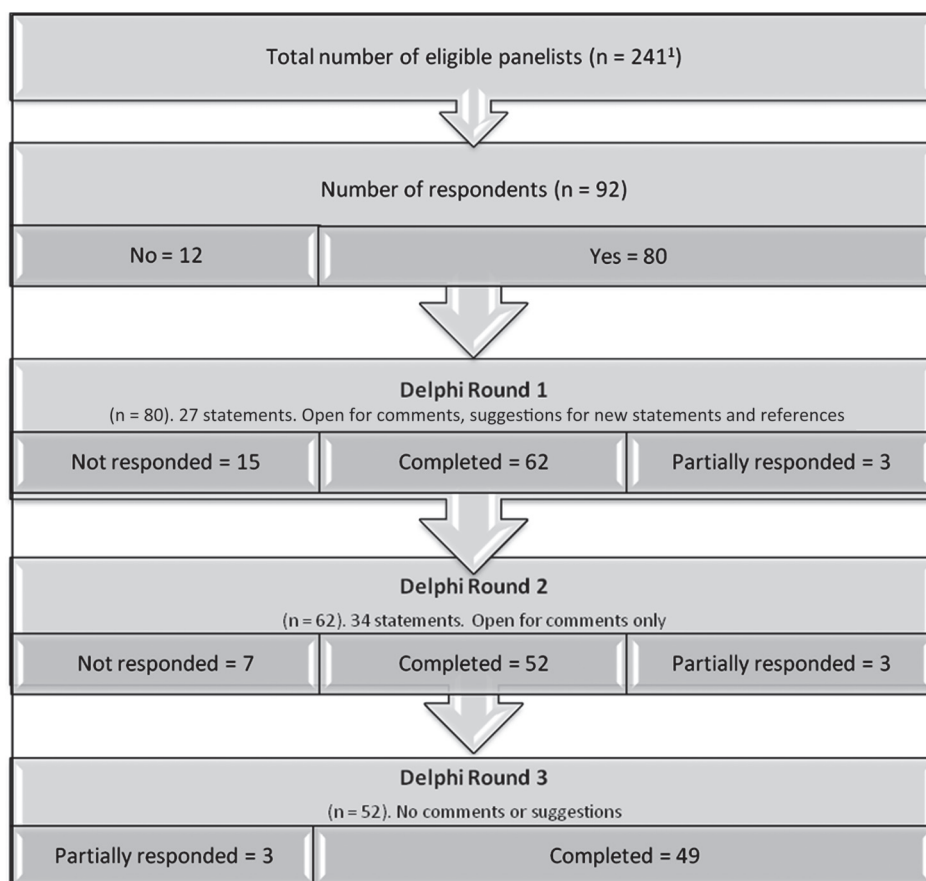 Total number of eligible panelists (n = 241¹)
Number of respondents (n = 92)
No = 12
Yes = 80
Delphi Round 1
(n = 80). 27 statements. Open for comments, suggestions for new statements and references
Not responded = 15
Completed = 62
Partially responded = 3
Delphi Round 2
(n = 62). 34 statements. Open for comments only
Not responded = 7
Completed = 52
Partially responded = 3
Delphi Round 3
(n = 52). No comments or suggestions
Partially responded = 3
Completed = 49